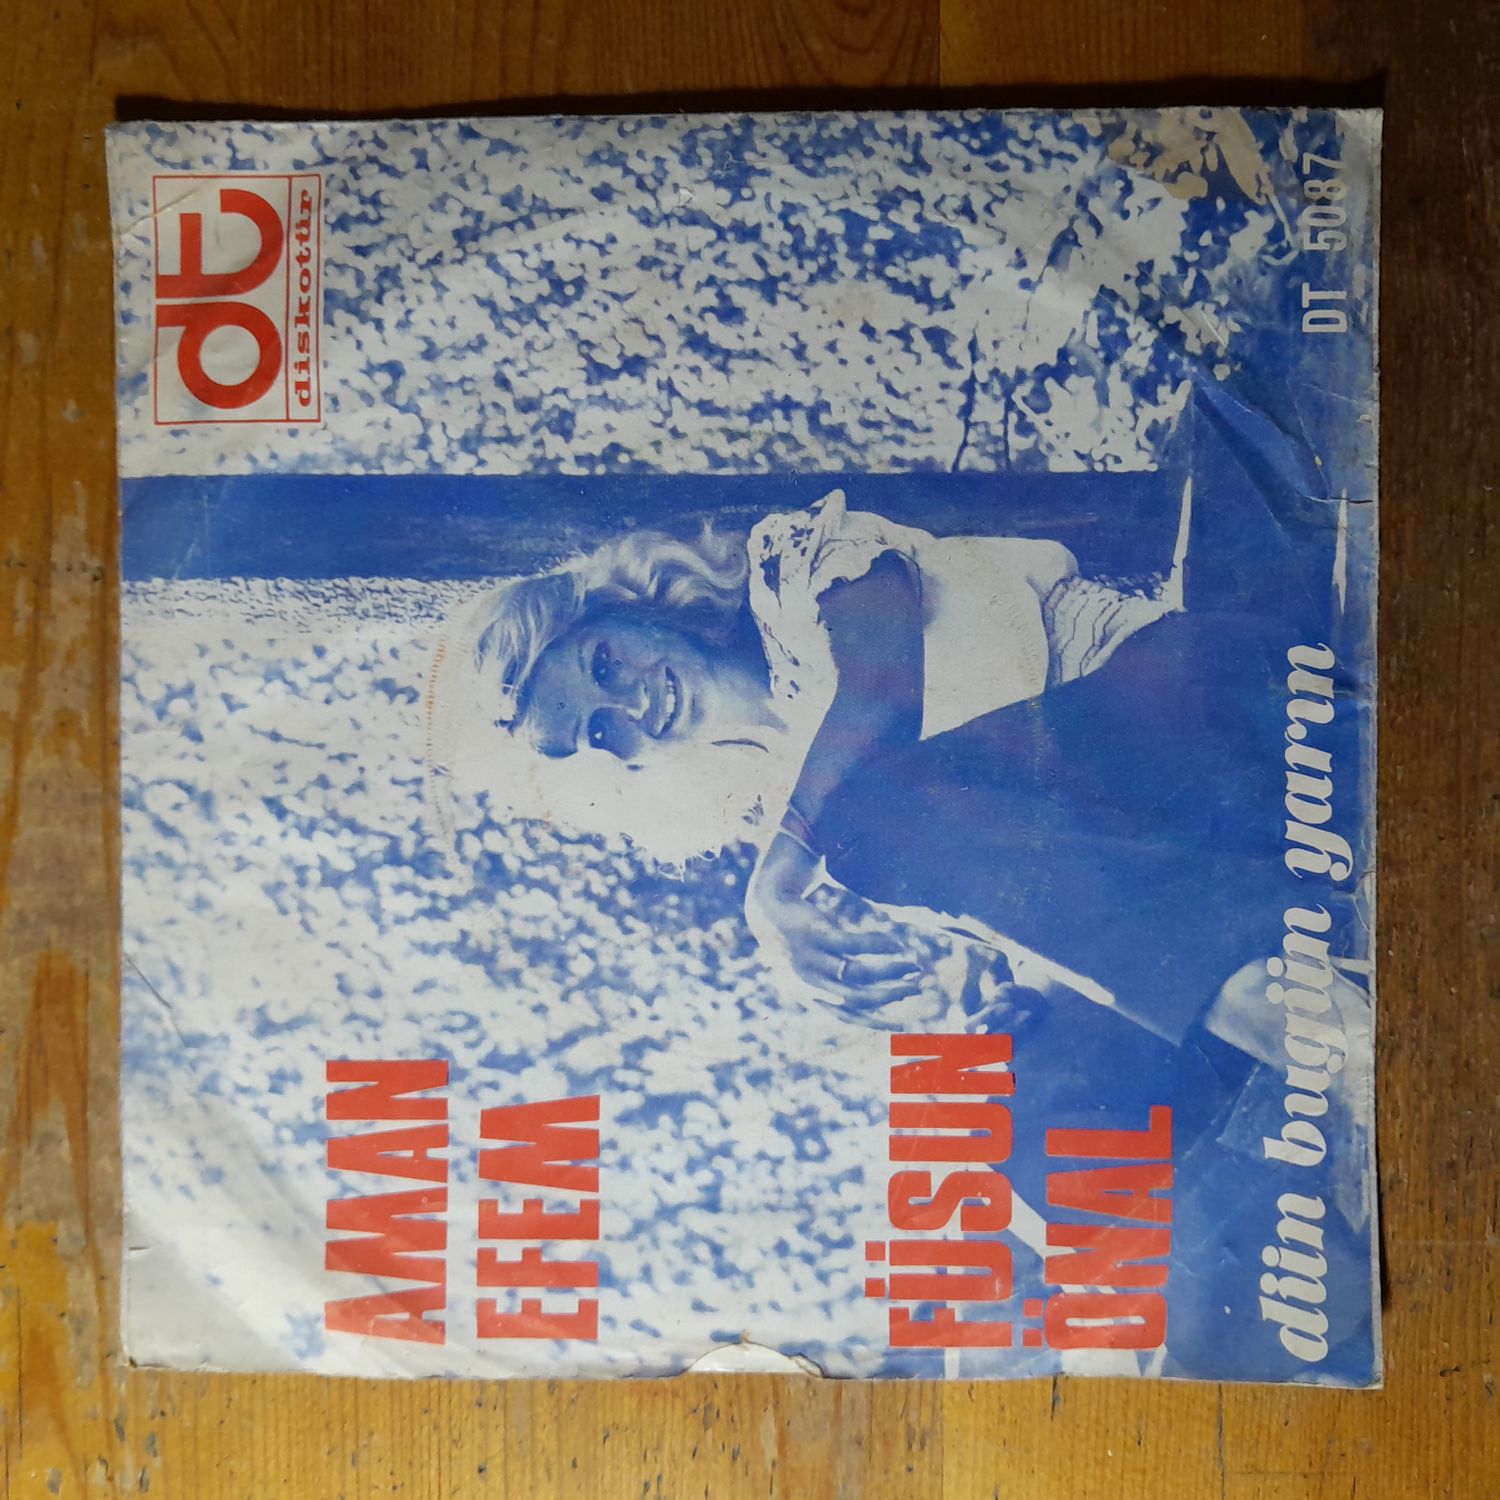 dt
diskotür
AMAN
EFEM
FÜSUN
ÖNAL
dün bugün yarın
DT 5087